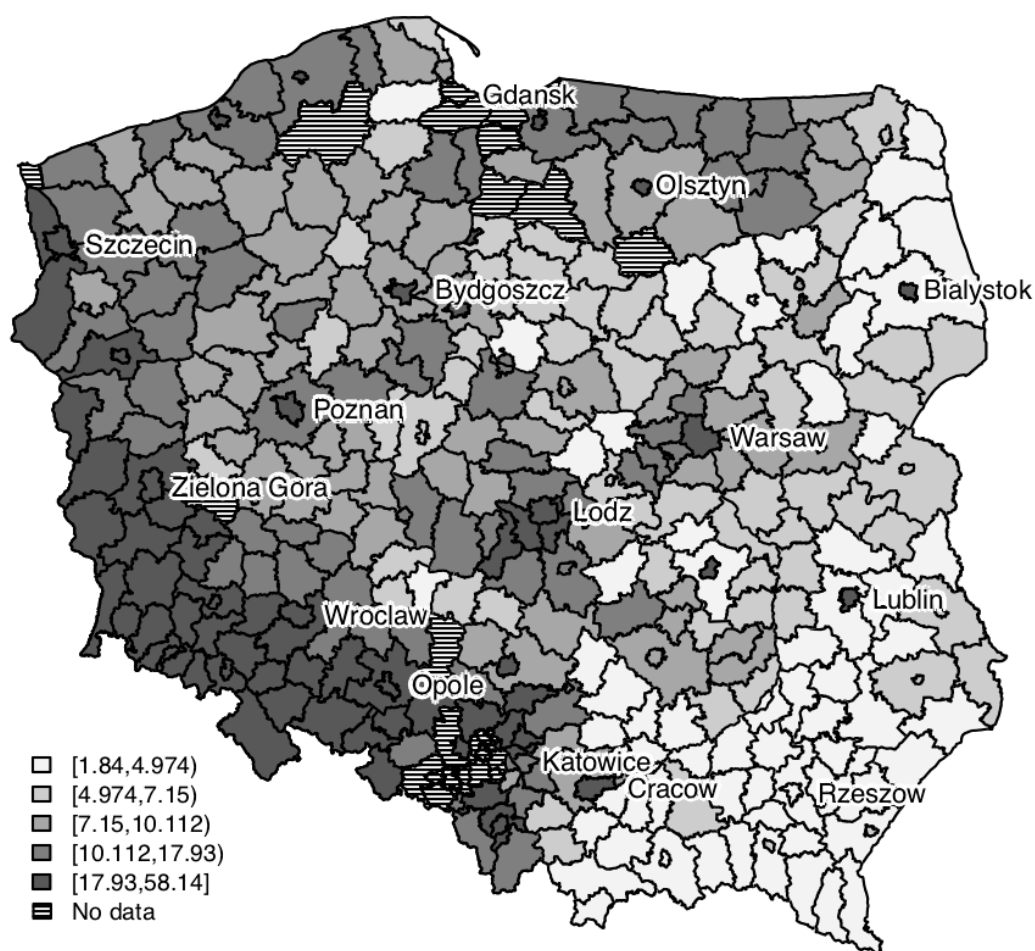 Gdansk
Olsztyn
Szczecin
Bydgoszcz
Bialystok
Poznan
Warsaw
Zielona Gora
Lodz
Wroclaw
Lublin
Opole
Katowice
Cracow
Rzeszow
[1.84,4.974)
[4.974,7.15)
[7.15,10.112)
[10.112,17.93)
[17.93,58.14]
No data